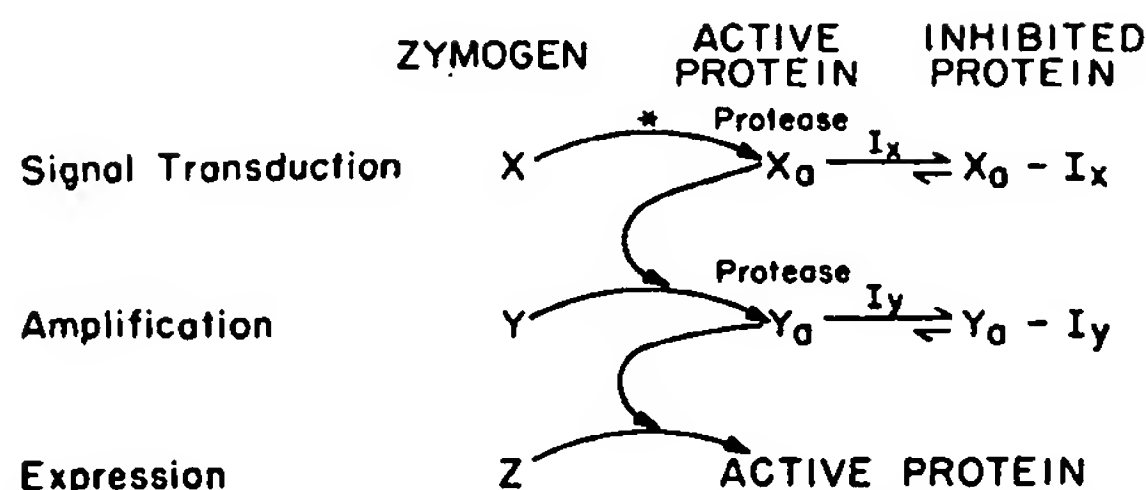 ZYMOGEN ACTIVE PROTEIN INHIBITED PROTEIN
Signal Transduction X * Protease Xa Ix Xa - Ix
Amplification Y Protease Ya Iy Ya - Iy
Expression Z ACTIVE PROTEIN